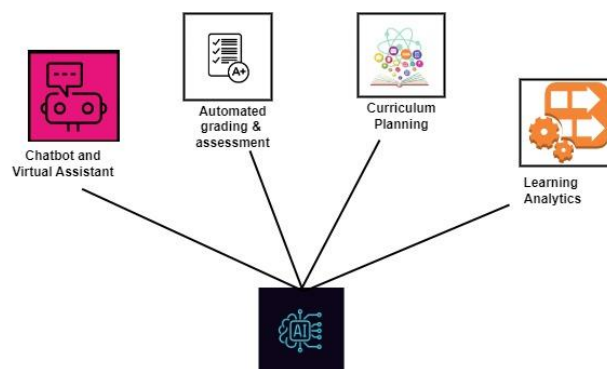 A+
Automated
grading &
assessment
Curriculum
Planning
Chatbot and
Virtual Assistant
Learning
Analytics
AI